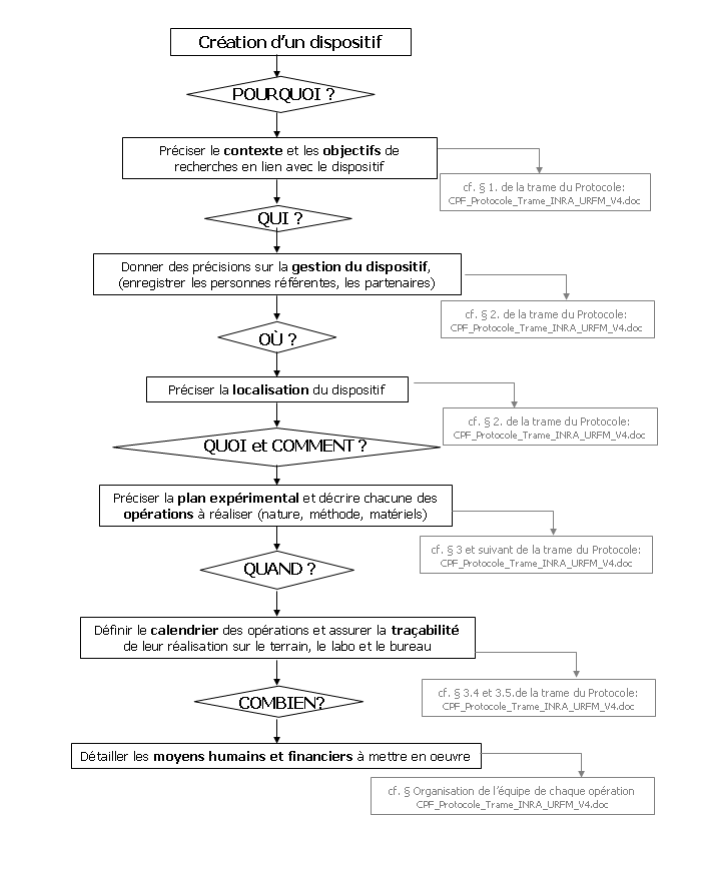 Création d'un dispositif
POURQUOI ?
Préciser le contexte et les objectifs de
recherches en lien avec le dispositif
cf. § 1. de la trame du Protocole:
CPF_Protocole_Trame_INRA_URFM_V4.doc
QUI ?
Donner des précisions sur la gestion du dispositif,
(enregistrer les personnes référentes, les partenaires)
cf. § 2. de la trame du Protocole:
CPF_Protocole_Trame_INRA_URFM_V4.doc
OÙ ?
Préciser la localisation du dispositif
cf. § 2. de la trame du Protocole:
CPF_Protocole_Trame_INRA_URFM_V4.doc
QUOI et COMMENT ?
Préciser la plan expérimental et décrire chacune des
opérations à réaliser (nature, méthode, matériels)
cf. § 3 et suivant de la trame du Protocole:
CPF_Protocole_Trame_INRA_URFM_V4.doc
QUAND ?
Définir le calendrier des opérations et assurer la traçabilité
de leur réalisation sur le terrain, le labo et le bureau
cf. § 3.4 et 3.5.de la trame du Protocole:
CPF_Protocole_Trame_INRA_URFM_V4.doc
COMBIEN?
Détailler les moyens humains et financiers à mettre en oeuvre
cf. § Organisation de l'équipe de chaque opération
CPF_Protocole_Trame_INRA_URFM_V4.doc